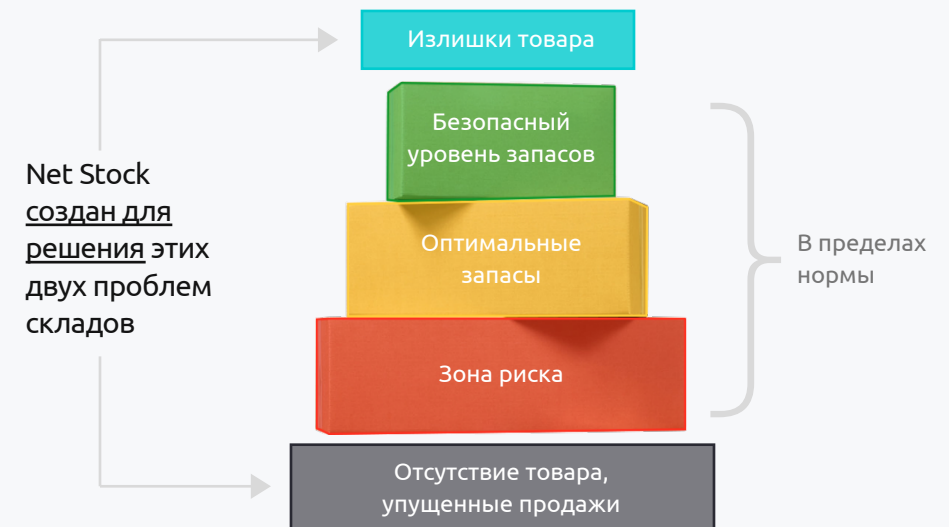 Излишки товара
Безопасный
уровень запасов
Net Stock
создан для
решения этих
двух проблем
складов
Оптимальные
запасы
В пределах
нормы
Зона риска
Отсутствие товара,
упущенные продажи